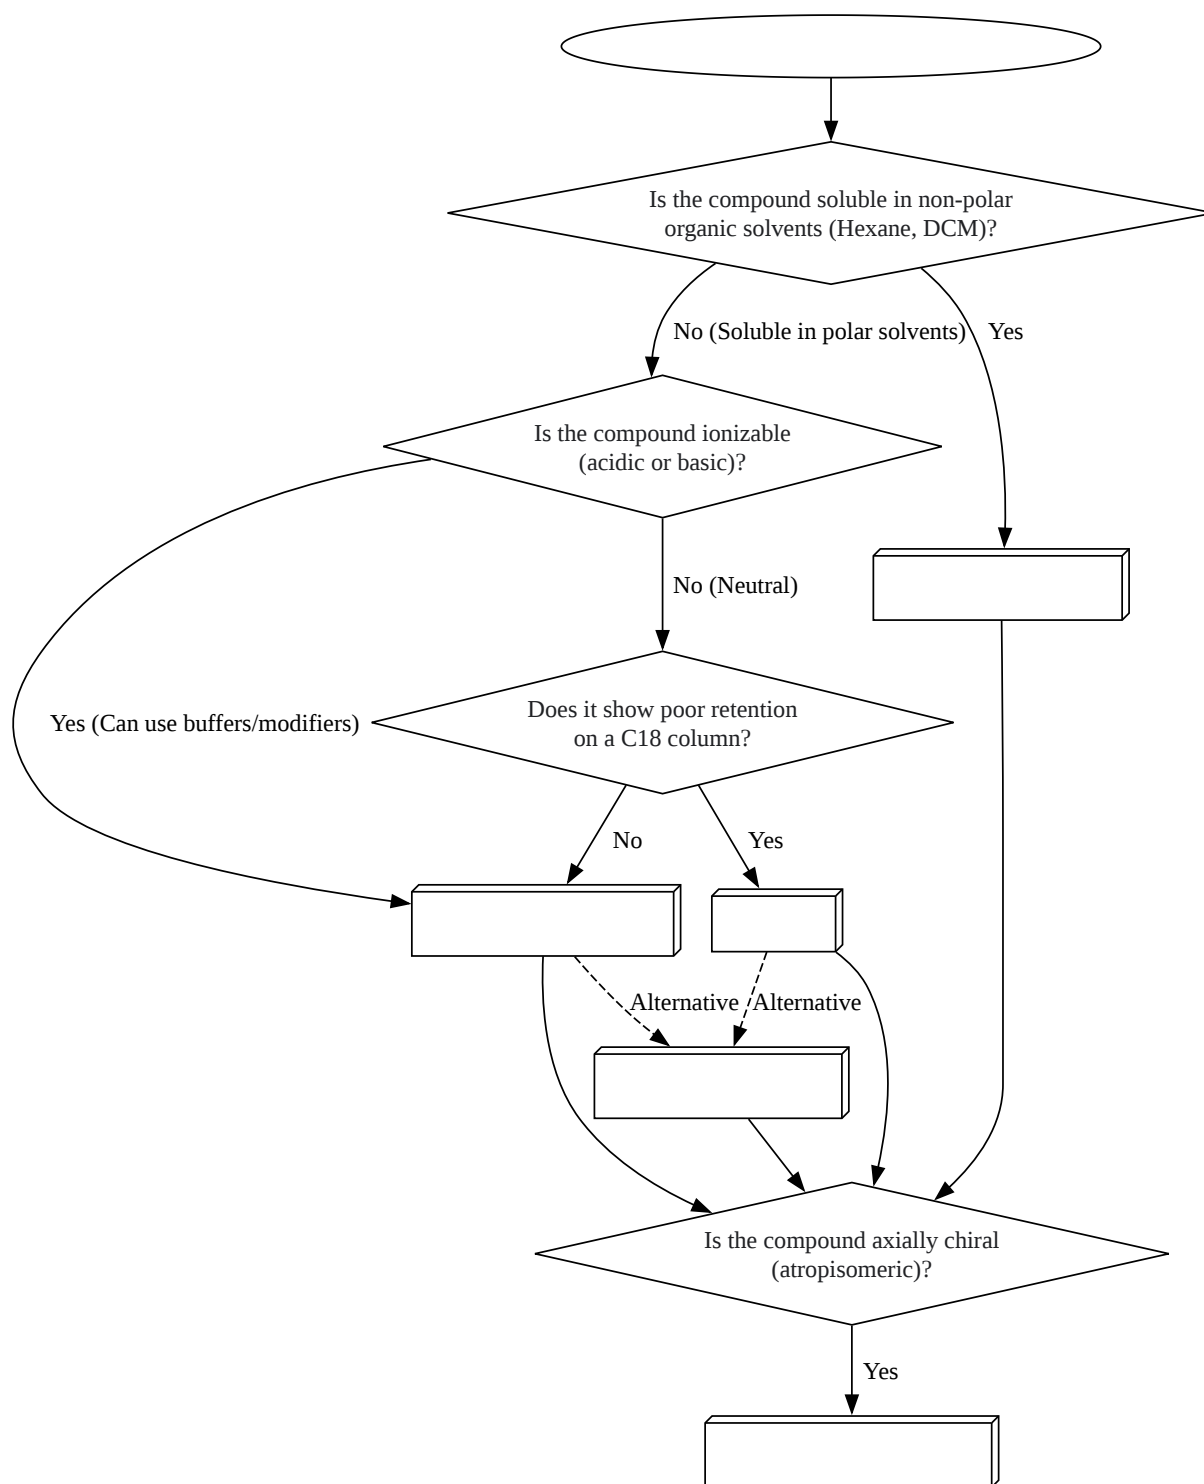 Is the compound soluble in non-polar
organic solvents (Hexane, DCM)?
No (Soluble in polar solvents)
Yes
Is the compound ionizable
(acidic or basic)?
No (Neutral)
Yes (Can use buffers/modifiers)
Does it show poor retention
on a C18 column?
No
Yes
Alternative
Alternative
Is the compound axially chiral
(atropisomeric)?
Yes